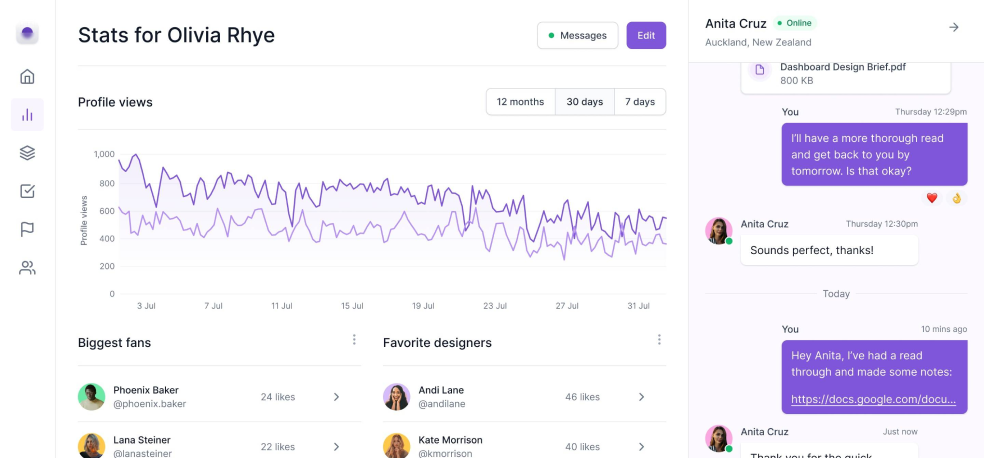 Stats for Olivia Rhye
Messages
Edit
Profile views
12 months
30 days
7 days
Profile views
1,000
800
600
400
200
0
3 Jul
7 Jul
11 Jul
15 Jul
19 Jul
23 Jul
27 Jul
31 Jul
Biggest fans
Phoenix Baker
@phoenix.baker
24 likes
Lana Steiner
@lanasteiner
22 likes
Favorite designers
Andi Lane
@andilane
46 likes
Kate Morrison
@kmorrison
40 likes
Anita Cruz
Online
Auckland, New Zealand
Dashboard Design Brief.pdf
800 KB
You
Thursday 12:29pm
I'll have a more thorough read
and get back to you by
tomorrow. Is that okay?
Anita Cruz
Thursday 12:30pm
Sounds perfect, thanks!
Today
You
10 mins ago
Hey Anita, I've had a read
through and made some notes:
https://docs.google.com/docu...
Anita Cruz
Just now
Thank you for the quick